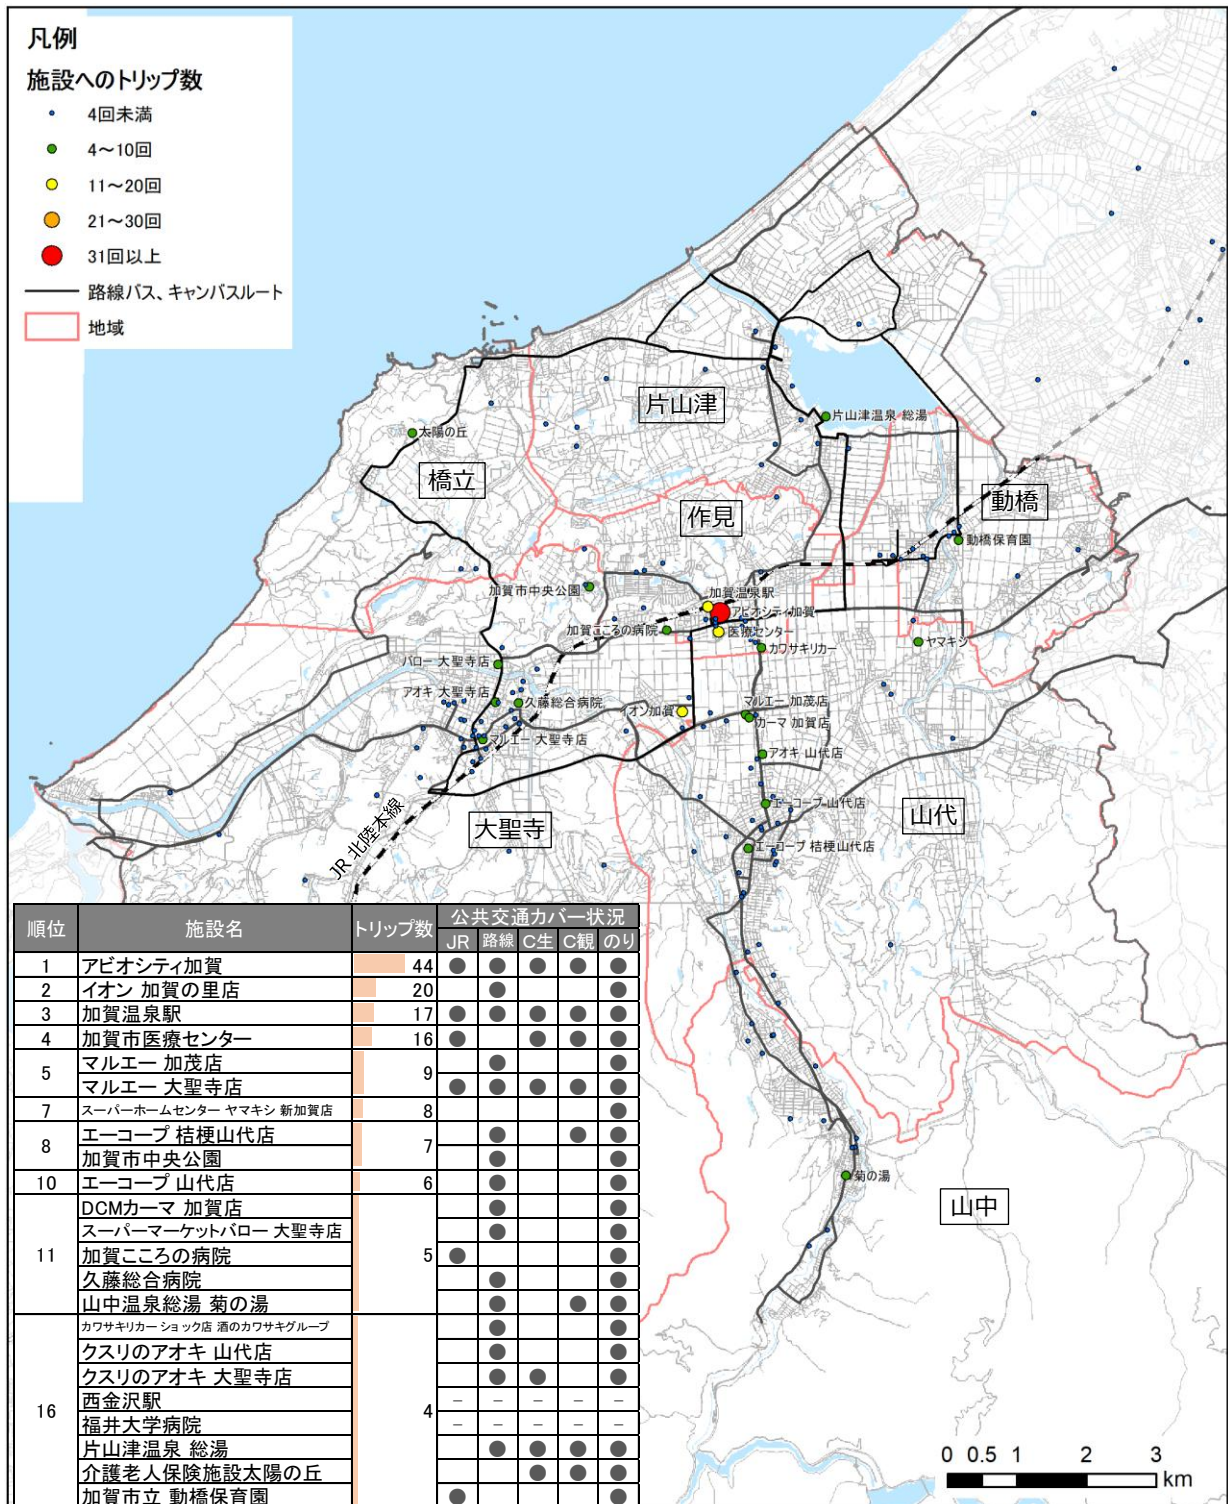 凡例
施設へのトリップ数
4回未満
4～10回
11～20回
21～30回
31回以上
路線バス、キャンバスルート
地域
片山津
片山津温泉 総湯
太陽の丘
橋立
作見
動橋
動橋保育園
加賀市中央公園
加賀温泉駅
アビオシティ加賀
加賀こころの病院
医療センター
ヤマキシ
カワサキリカー
バロー 大聖寺店
アオキ 大聖寺店
久藤総合病院
マルエー 加茂店
オン加賀
カーマ 加賀店
マルエー 大聖寺店
アオキ 山代店
エーコープ 山代店
山代
JR 北陸本線
大聖寺
エーコープ 桔梗山代店
菊の湯
山中
順位 施設名 トリップ数 公共交通カバー状況
JR 路線 C生 C観 のり
1 アビオシティ加賀 44 ● ● ● ● ●
2 イオン 加賀の里店 20 ● ●
3 加賀温泉駅 17 ● ● ● ● ●
4 加賀市医療センター 16 ● ● ● ●
5 マルエー 加茂店 9 ● ●
マルエー 大聖寺店 ● ● ● ● ●
7 スーパーホームセンター ヤマキシ 新加賀店 8 ●
8 エーコープ 桔梗山代店 7 ● ● ●
加賀市中央公園 ● ●
10 エーコープ 山代店 6 ● ●
11 DCMカーマ 加賀店 5 ● ●
スーパーマーケットバロー 大聖寺店 ● ●
加賀こころの病院 ● ●
久藤総合病院 ● ●
山中温泉総湯 菊の湯 ● ● ●
16 カワサキリカーショック店 酒のカワサキグループ 4 ● ●
クスリのアオキ 山代店 ● ●
クスリのアオキ 大聖寺店 ● ● ●
西金沢駅 － － － － －
福井大学病院 － － － － －
片山津温泉 総湯 ● ● ● ●
介護老人保険施設太陽の丘 ● ● ●
加賀市立 動橋保育園 ● ●
0 0.5 1 2 3
km